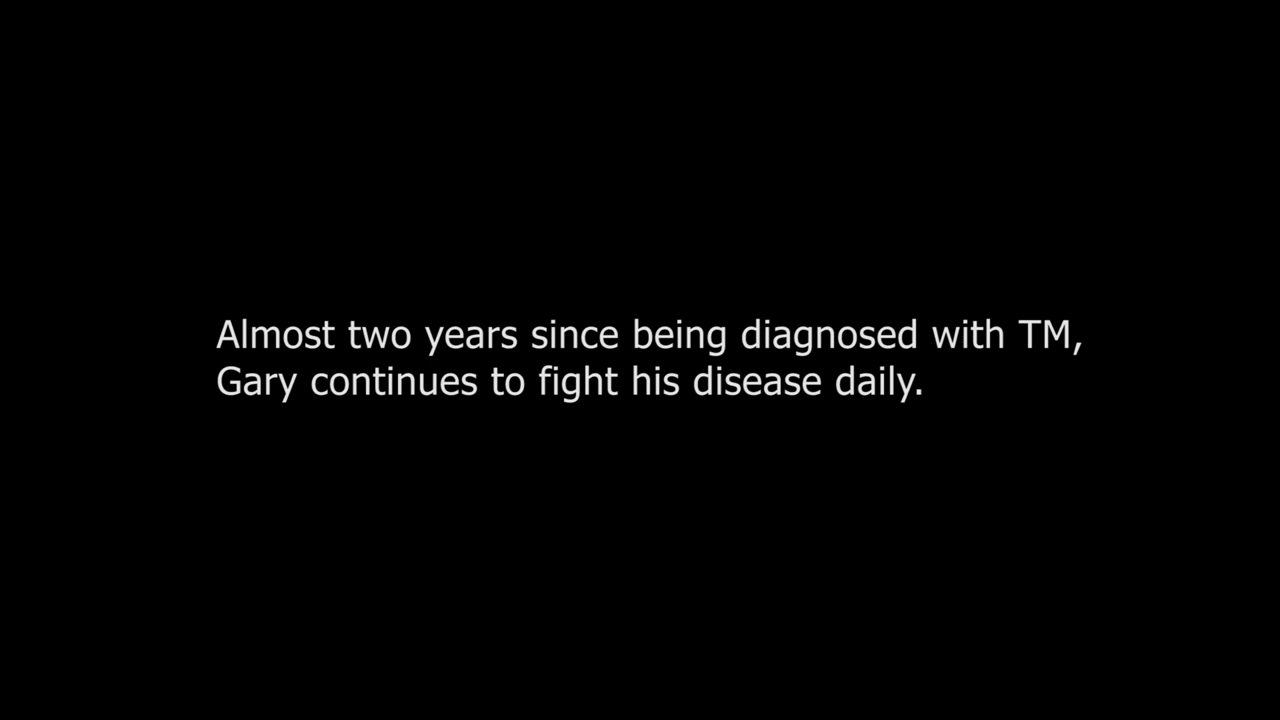 Almost two years since being diagnosed with TM,
Gary continues to fight his disease daily.